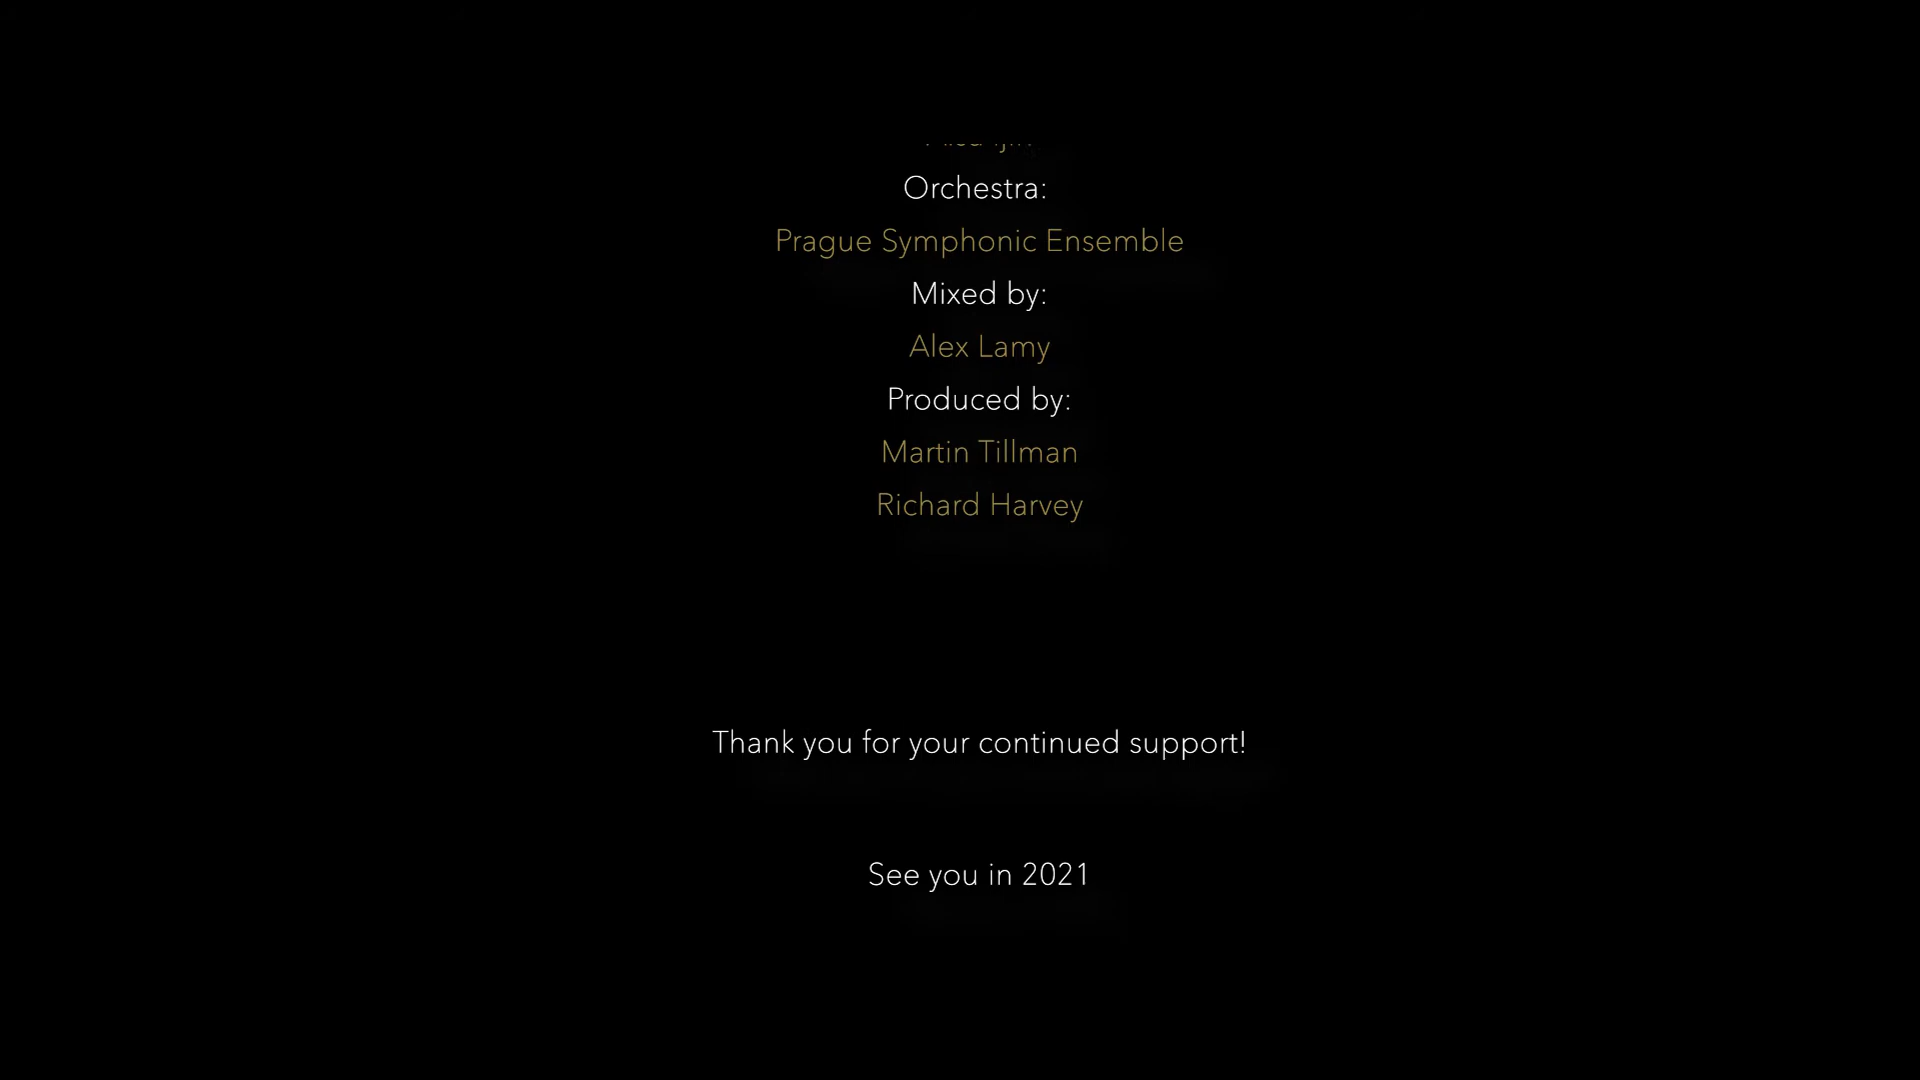 Orchestra:
Prague Symphonic Ensemble
Mixed by:
Alex Lamy
Produced by:
Martin Tillman
Richard Harvey
Thank you for your continued support!
See you in 2021